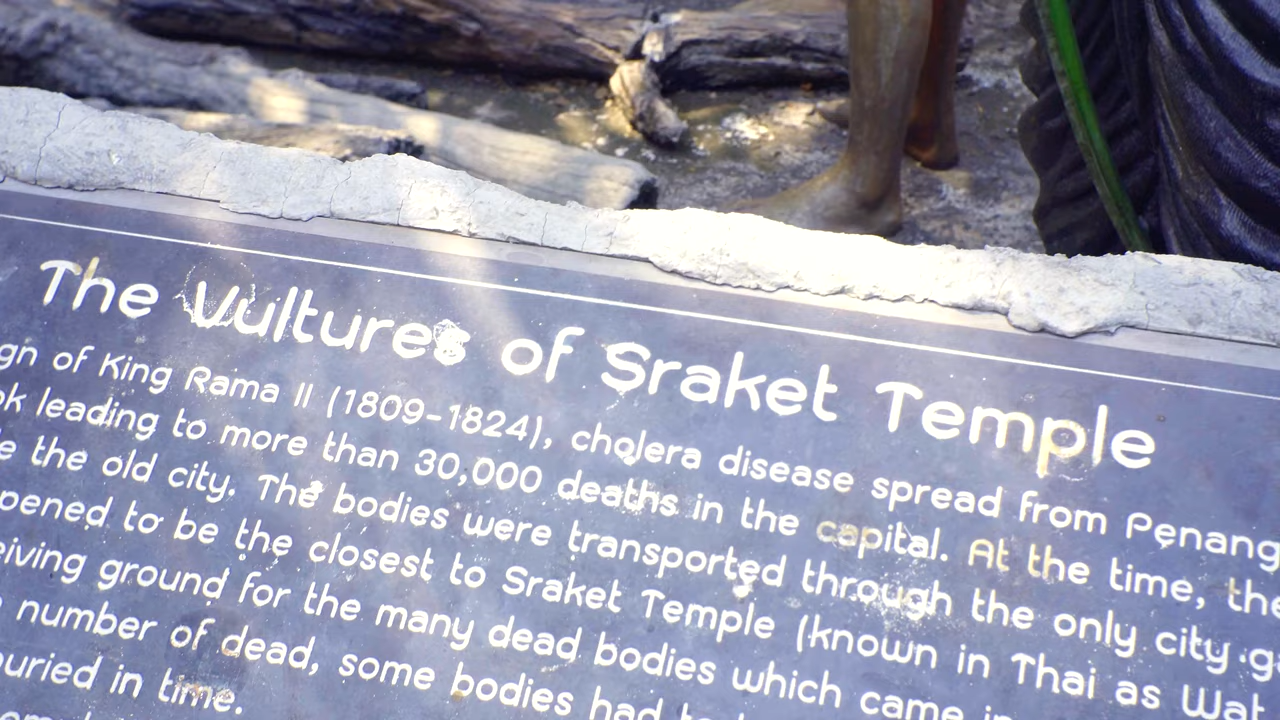 The Vultures of Sraket Temple
gn of King Rama II (1809-1824), cholera disease spread from Penang
ok leading to more than 30,000 deaths in the capital. At the time, the
e the old city. The bodies were transported through the only city g
pened to be the closest to Sraket Temple (known in Thai as Wat
eiving ground for the many dead bodies which came in
number of dead, some bodies had to
buried in time.